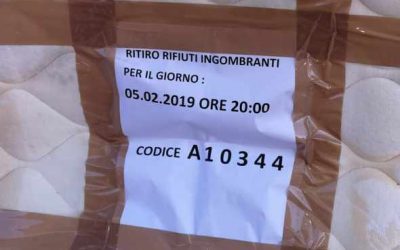 RITIRO RIFIUTI INGOMBRANTI
PER IL GIORNO :
05.02.2019 ORE 20:00
CODICE A10344